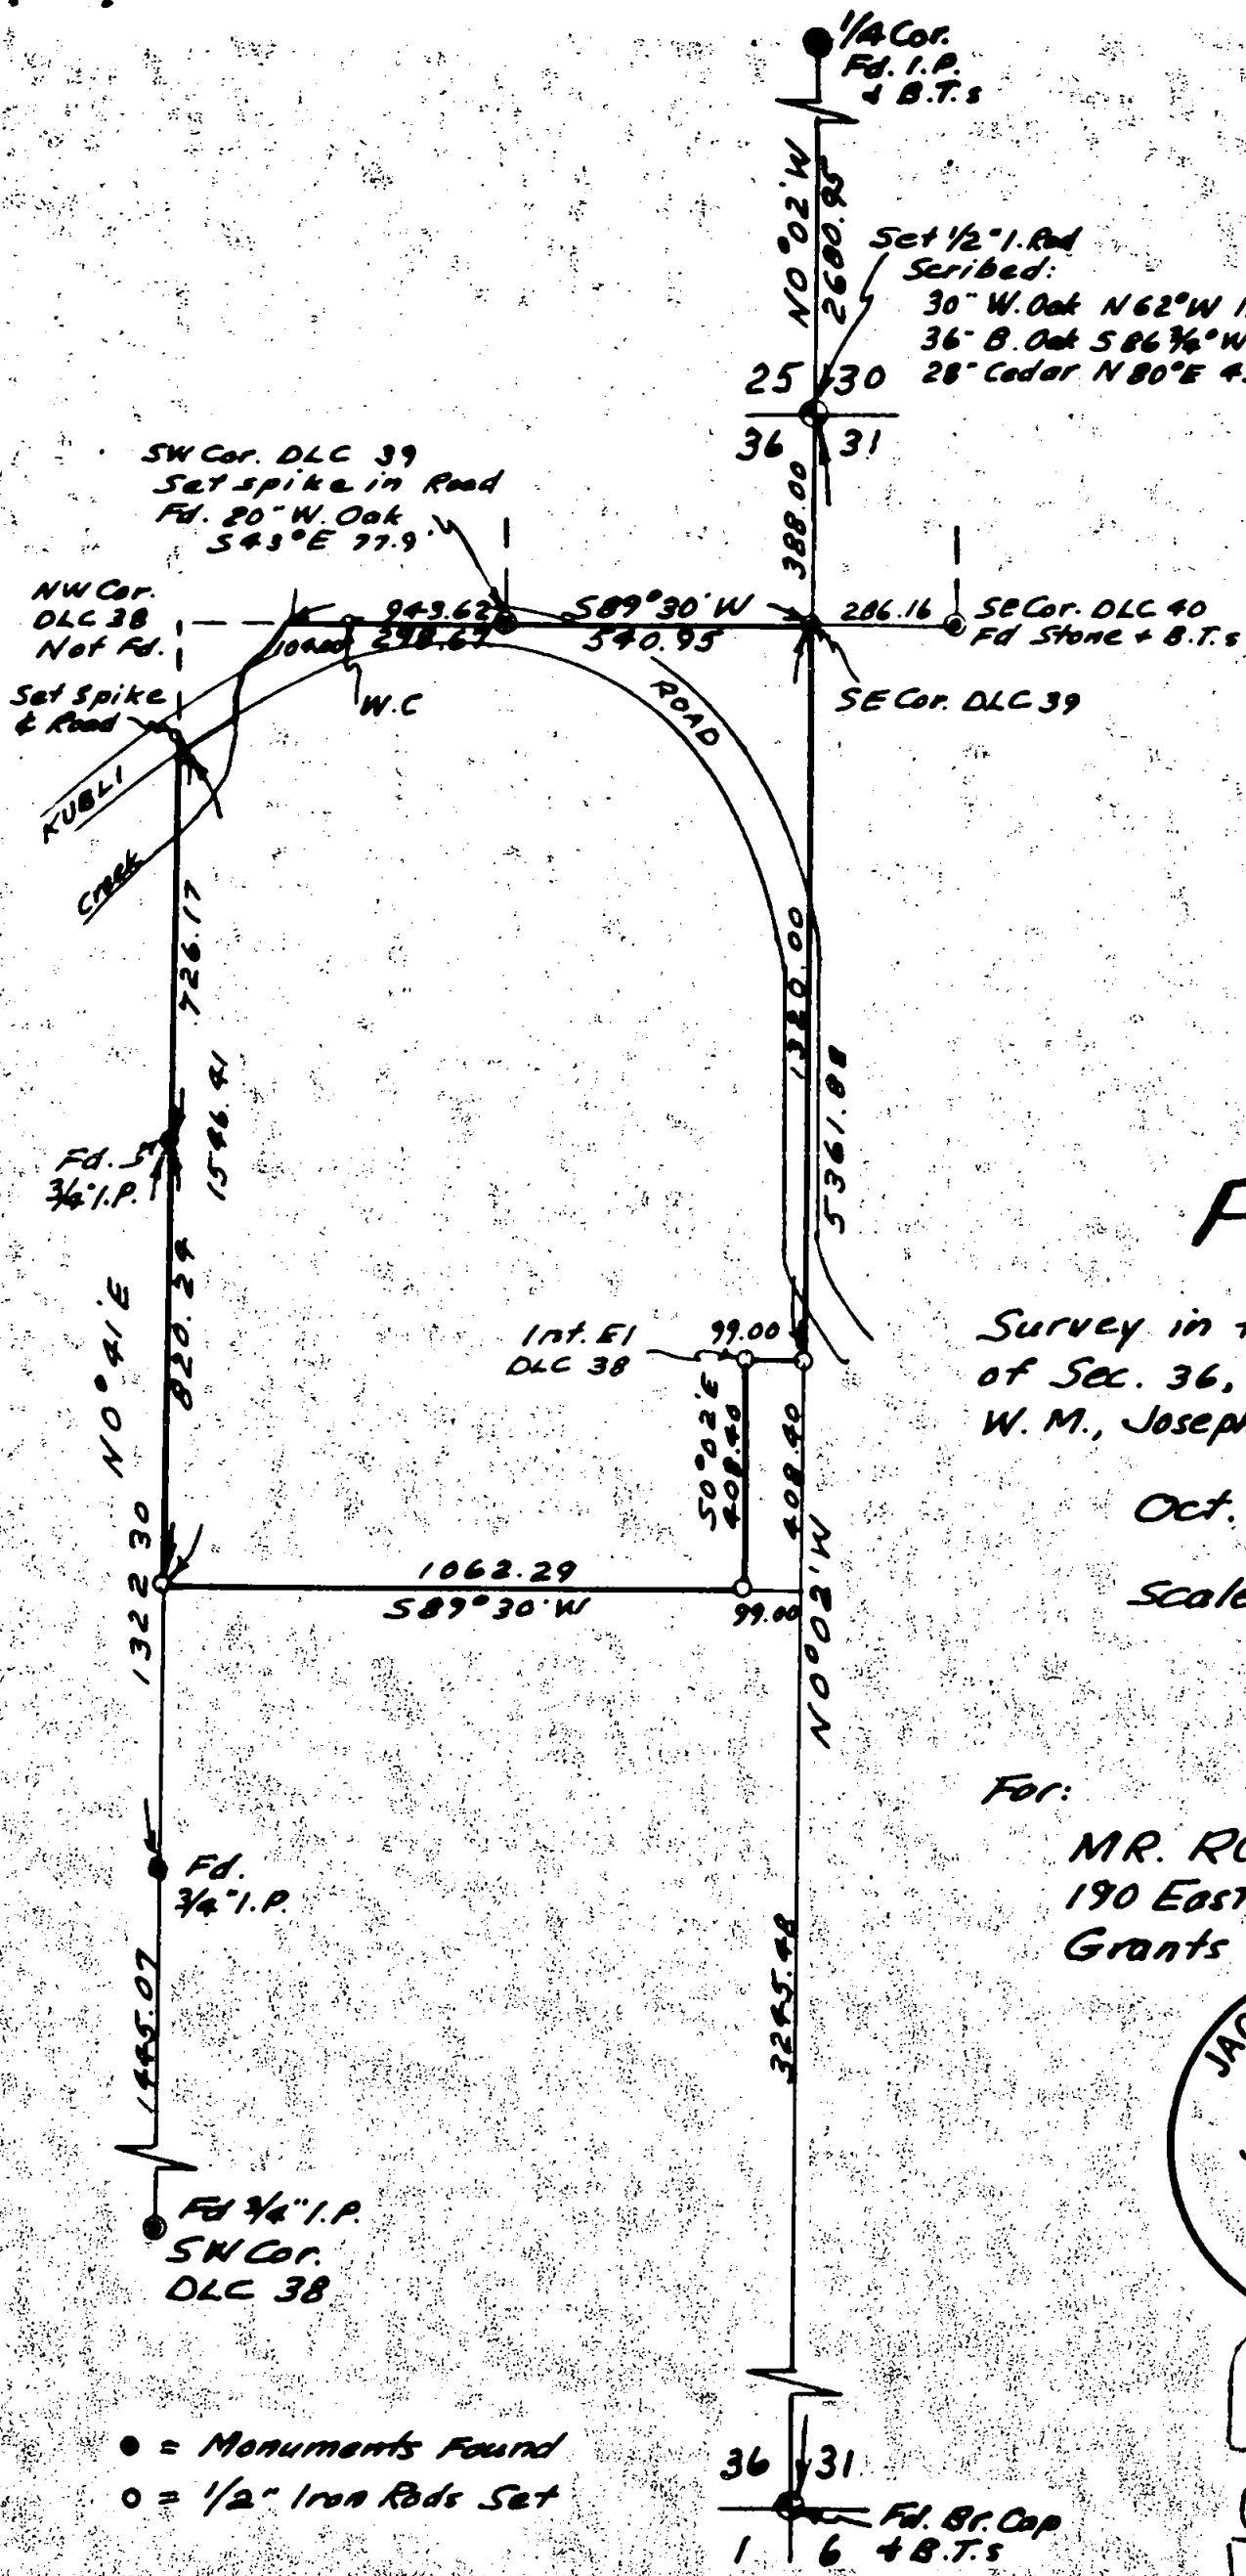 1/4 Cor.
Fd. I.P.
& B.T.s
N0°02'W
2680.95
Set 1/2" I. Rod
Scribed:
30" W. Oak N62°W
36" B. Oak S86 3/4°W
28" Cedar N80°E
25 30
36 31
388.00
SW Cor. DLC 39
Set spike in Road
Fd. 20" W. Oak
S43°E 77.9'
NW Cor.
DLC 38
Not Fd.
943.62
S89°30'W
298.67
540.95
286.16
SE Cor. DLC 40
Fd Stone & B.T.s
W.C
ROAD
SE Cor. DLC 39
Set Spike
¢ Road
KUBLI
Creek
726.17
1546.41
1320.00
5361.88
Fd.
3/4" I.P.
N0°41'E
820.24
Int. El
DLC 38
99.00
S0°02'E
408.40
408.40
1322.30
1062.29
S89°30'W
99.00
N0°02'W
Survey in
of Sec. 36,
W. M., Joseph
Oct.
Scale
For:
MR.
190 East
Grants
Fd.
3/4" I.P.
1445.07
3245.48
Fd 3/4" I.P.
SW Cor.
DLC 38
● = Monuments Found
○ = 1/2" Iron Rods Set
36 31
1 6
Fd. Br. Cap
& B.T.s